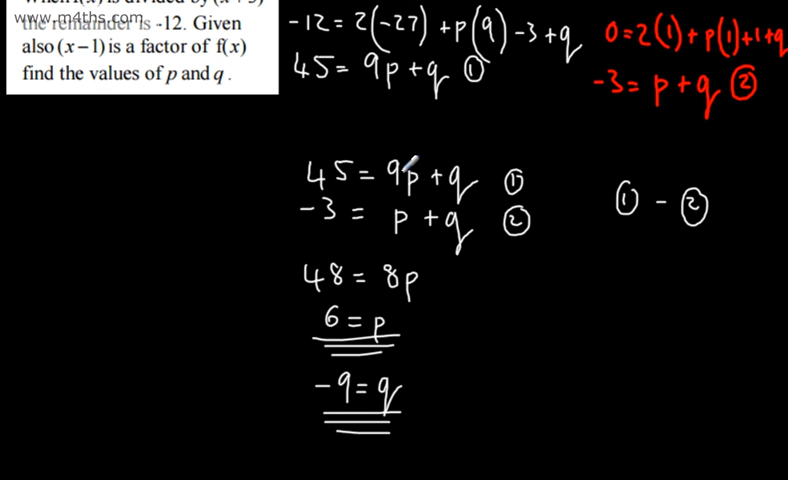 www.m4ths.com
the remainder is -12. Given
also (x − 1) is a factor of f(x)
find the values of p and q.
-12 = 2(-27) + p(9) - 3 + q
45 = 9p + q ①
0 = 2(1) + p(1) + 1 + q
-3 = p + q ②
45 = 9p + q ①
-3 = p + q ②
① - ②
48 = 8p
6 = p
-9 = q